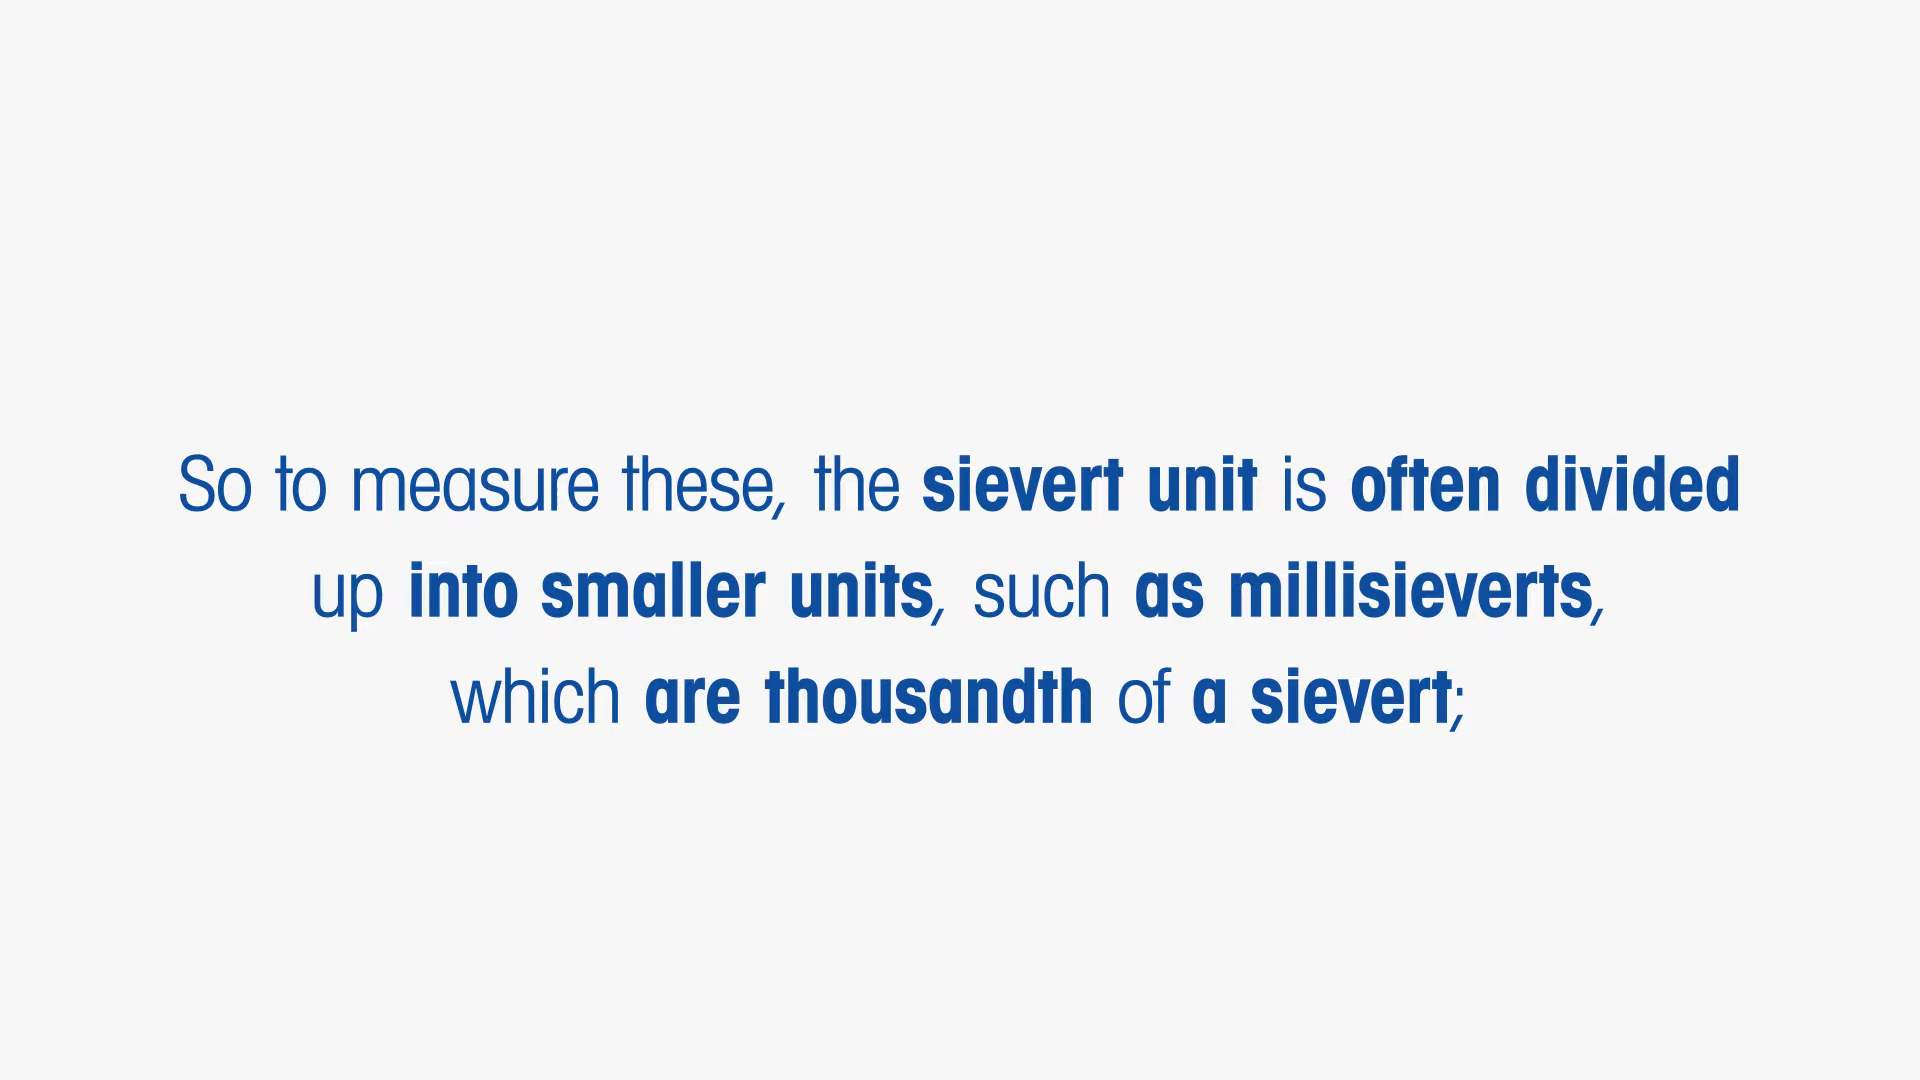 So to measure these, the sievert unit is often divided
up into smaller units, such as millisieverts,
which are thousandth of a sievert;